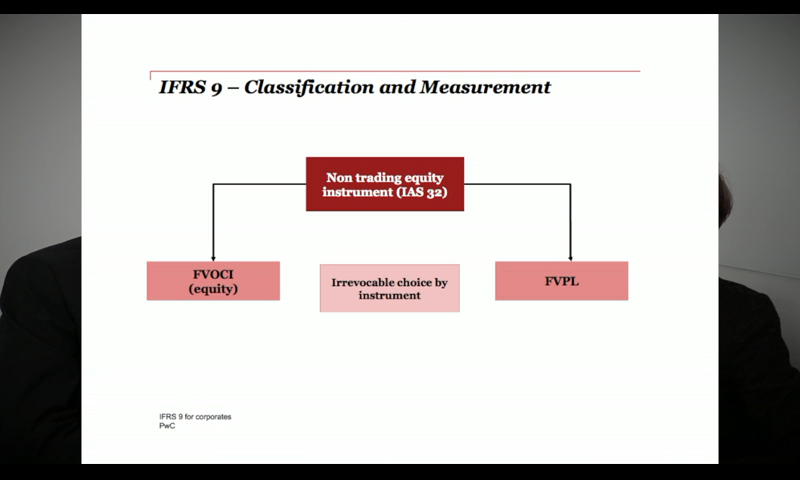 IFRS 9 – Classification and Measurement
Non trading equity
instrument (IAS 32)
FVOCI
(equity)
Irrevocable choice by
instrument
FVPL
IFRS 9 for corporates
PwC